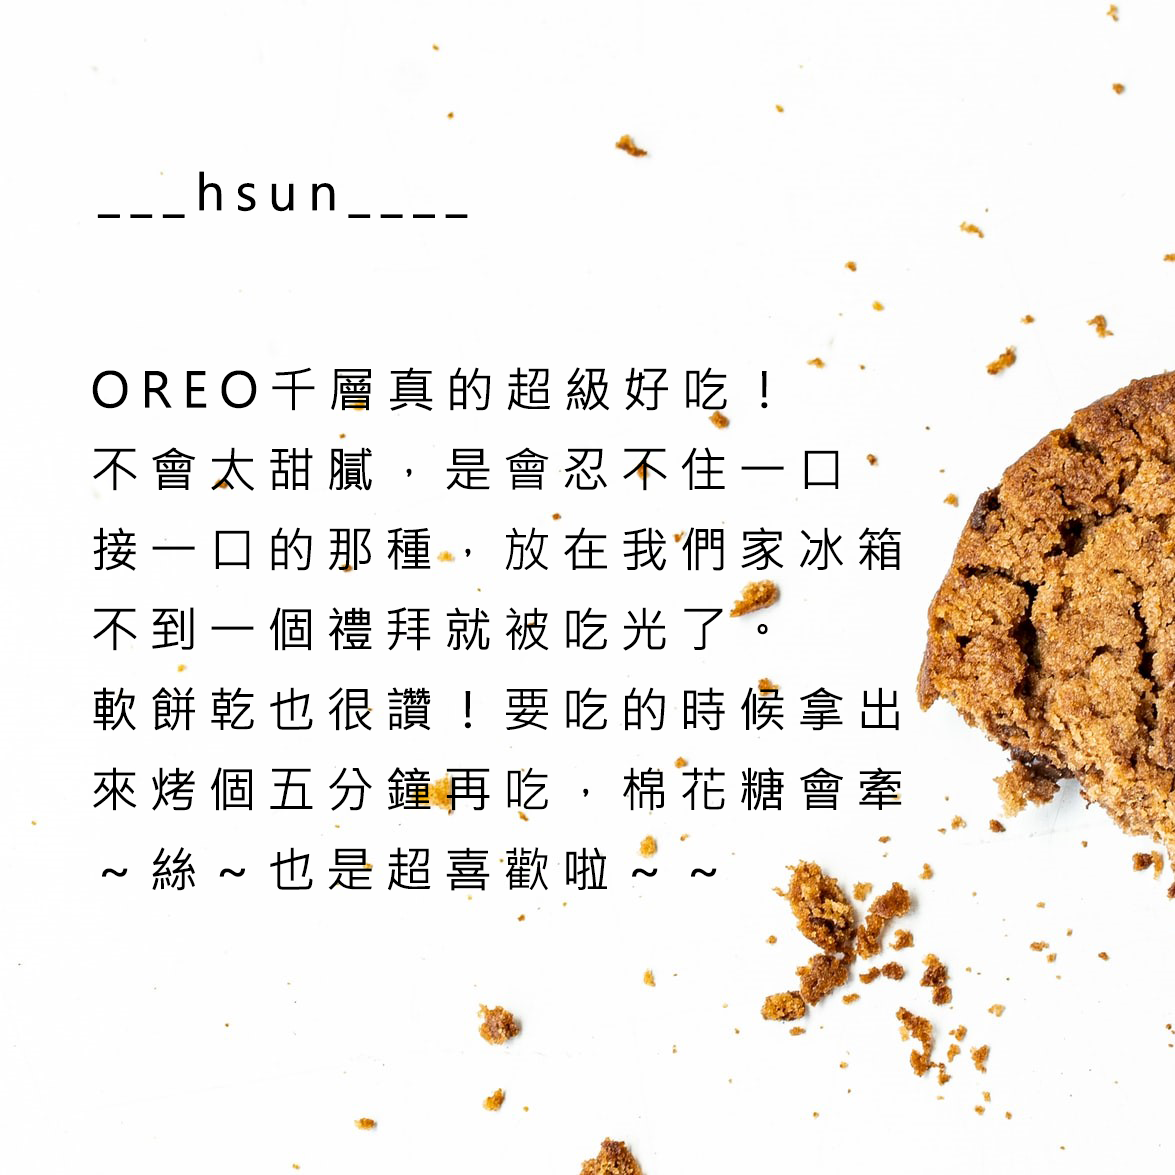 ___hsun____
OREO千層真的超級好吃！
不會太甜膩，是會忍不住一口
接一口的那種，放在我們家冰箱
不到一個禮拜就被吃光了。
軟餅乾也很讚！要吃的時候拿出
來烤個五分鐘再吃，棉花糖會牽
~絲~也是超喜歡啦~~